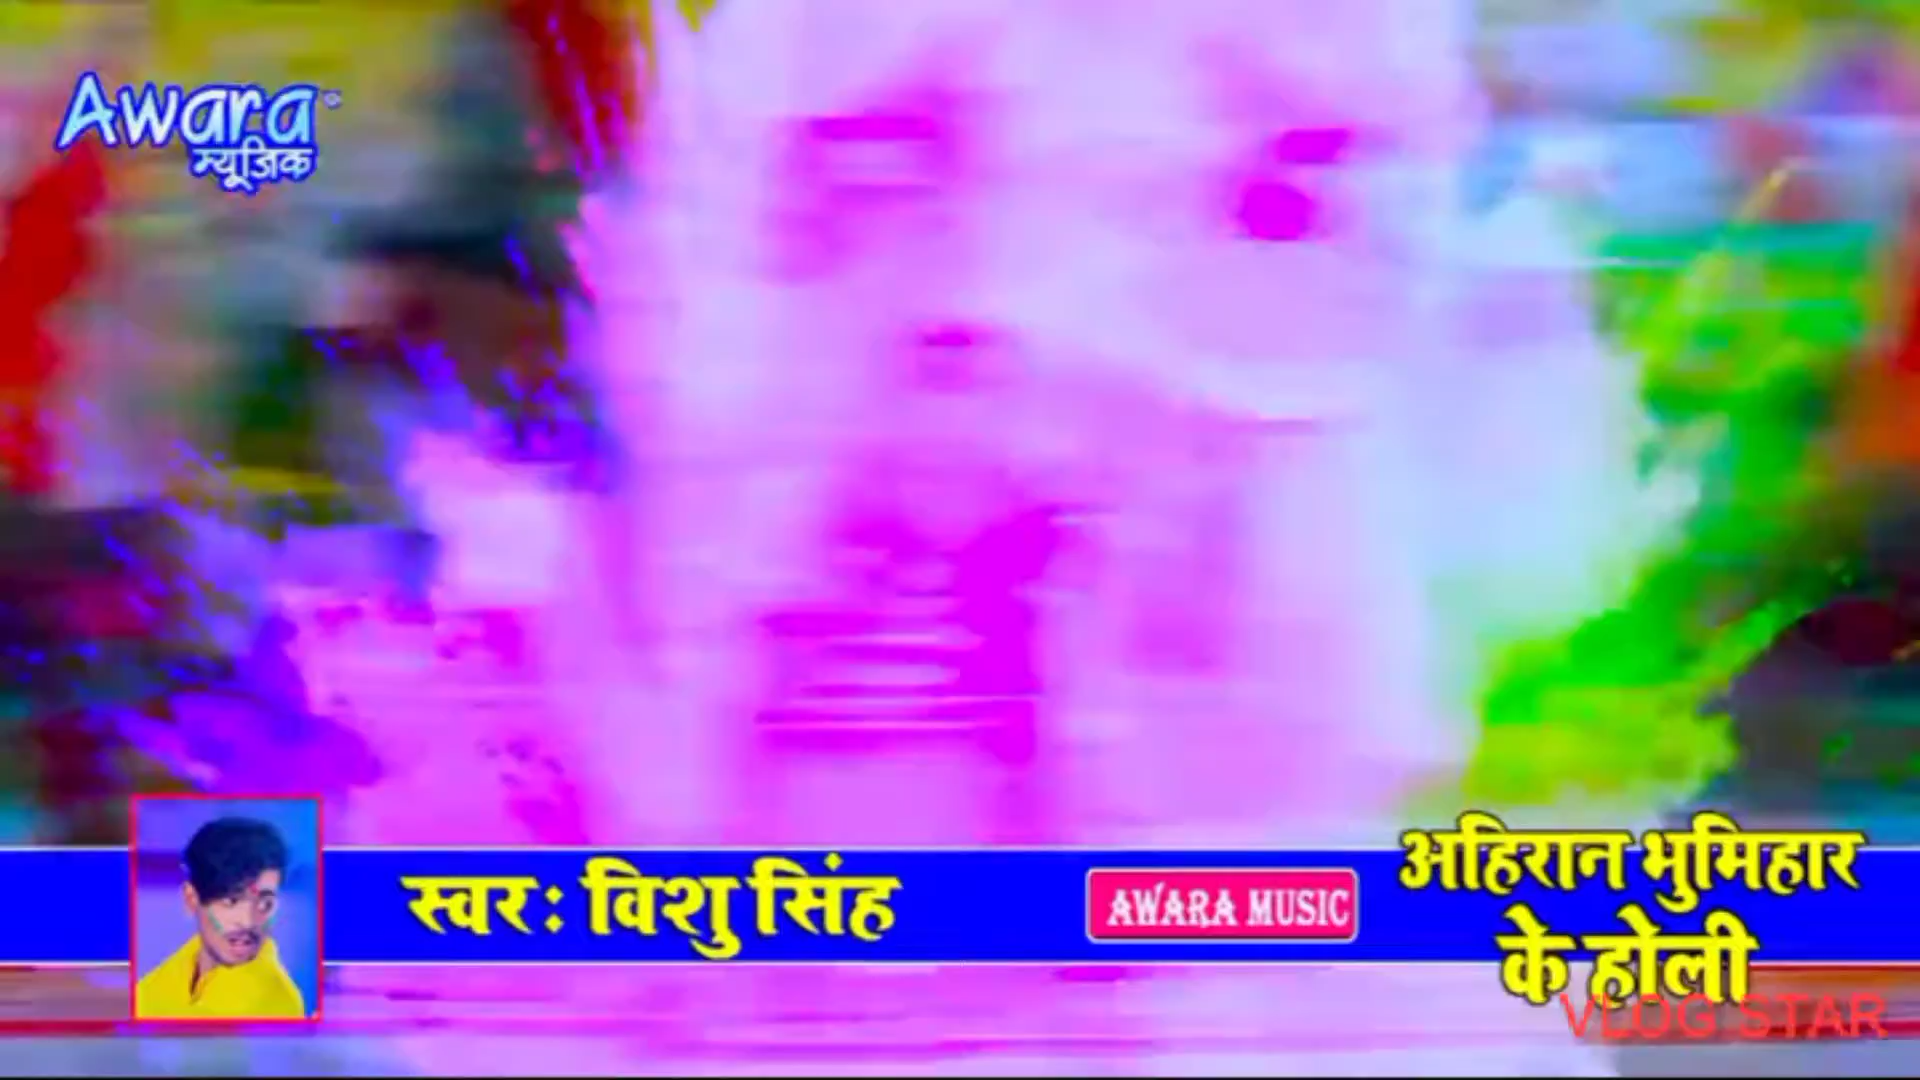 Awara
म्यूजिक
स्वर: विशु सिंह
AWARA MUSIC
अहिरान भुमिहार
के होली
VLOG STAR